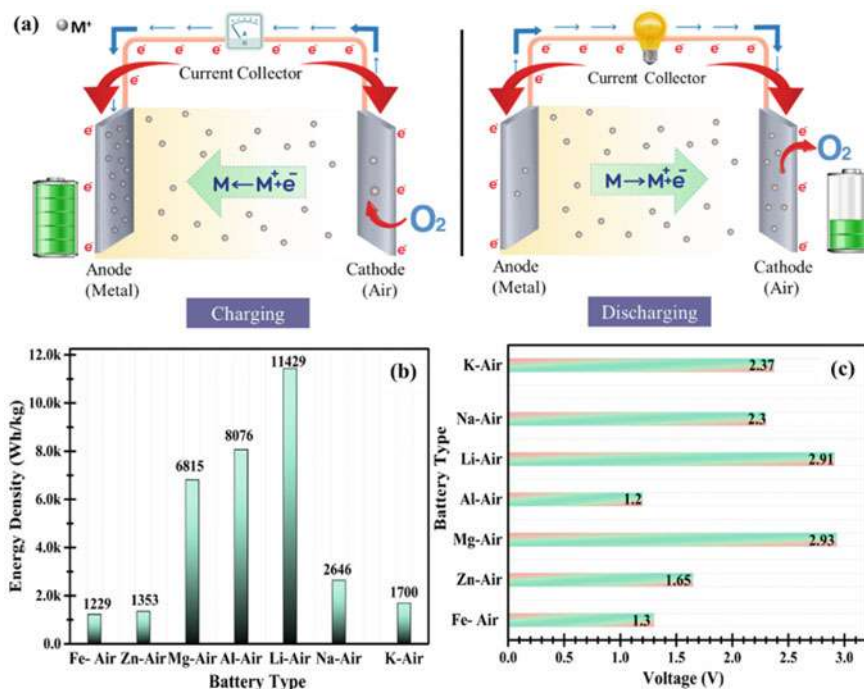 (a)
M+
e-
e-
e-
e-
e-
e-
e-
e-
Current Collector
e-
e-
e-
e-
e-
e-
M ← M++e-
O2
Anode
(Metal)
Cathode
(Air)
Charging
e-
e-
e-
e-
e-
e-
e-
e-
Current Collector
e-
e-
e-
e-
e-
e-
M → M++e-
O2
Anode
(Metal)
Cathode
(Air)
Discharging
(b)
Energy Density (Wh/kg)
12.0k
10.0k
8.0k
6.0k
4.0k
2.0k
0.0
1229
1353
6815
8076
11429
2646
1700
Fe- Air Zn-Air Mg-Air Al-Air Li-Air Na-Air K-Air
Battery Type
(c)
Battery Type
K-Air 2.37
Na-Air 2.3
Li-Air 2.91
Al-Air 1.2
Mg-Air 2.93
Zn-Air 1.65
Fe- Air 1.3
0.0 0.5 1.0 1.5 2.0 2.5 3.0
Voltage (V)